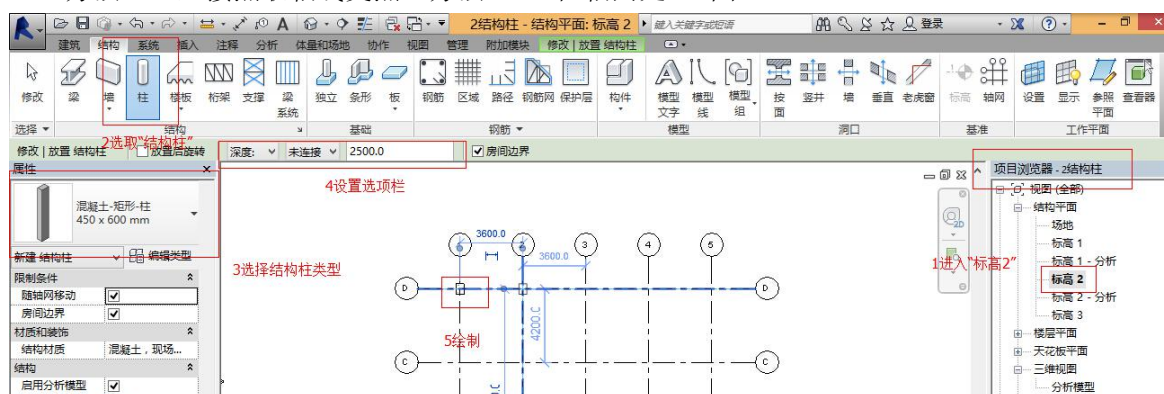 2结构柱 - 结构平面: 标高 2
键入关键字或短语
登录
建筑 结构 系统 插入 注释 分析 体量和场地 协作 视图 管理 附加模块 修改 | 放置 结构柱
修改 梁 墙 柱 楼板 桁架 支撑 梁系统 独立 条形 板 钢筋 区域 路径 钢筋网 保护层 构件 模型文字 模型线 模型组 按面 竖井 墙 垂直 老虎窗 标高 轴网 设置 显示 参照平面 查看器
选择 结构 基础 钢筋 模型 洞口 基准 工作平面
2选取"结构柱"
修改 | 放置 结构柱 放置后旋转 深度: 未连接 2500.0 房间边界
属性
项目浏览器 - 2结构柱
4设置选项栏
混凝土-矩形-柱
450 x 600 mm
新建 结构柱 编辑类型
3选择结构柱类型
限制条件
随轴网移动
房间边界
材质和装饰
结构材质 混凝土，现场...
结构
启用分析模型
3600.0
3600.0
3
4
5
D
D
5绘制
4200.0
C
C
1进入"标高2"
视图 (全部)
结构平面
场地
标高 1
标高 1 - 分析
标高 2
标高 2 - 分析
标高 3
楼层平面
天花板平面
三维视图
分析模型